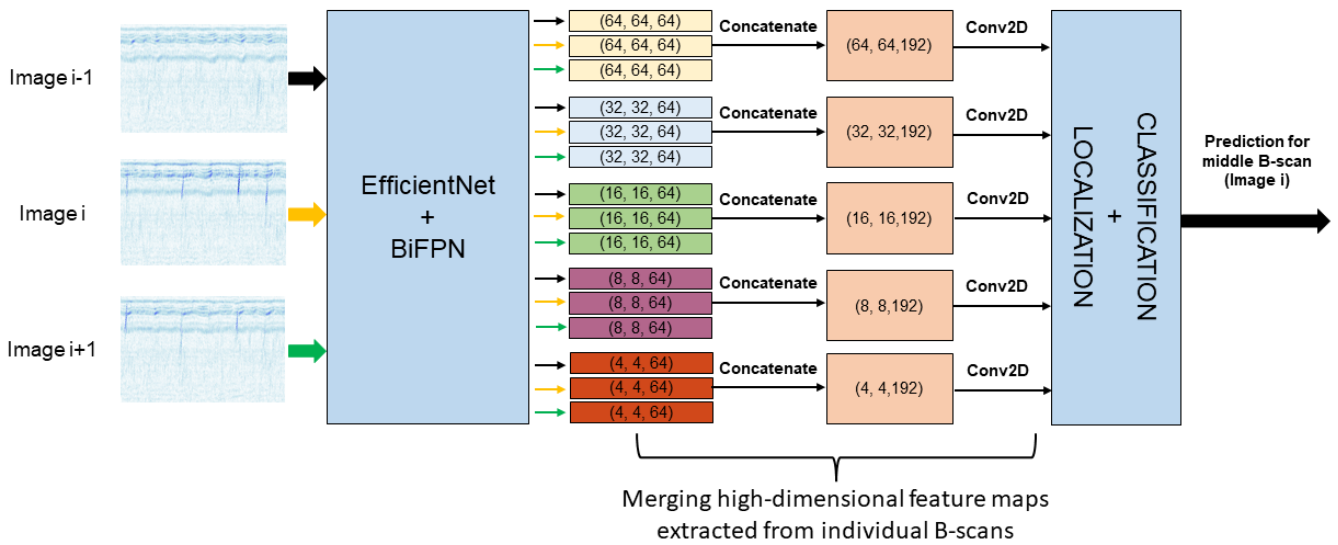 Image i-1
Image i
Image i+1
EfficientNet
+
BiFPN
(64, 64, 64)
(64, 64, 64)
(64, 64, 64)
Concatenate
(64, 64,192)
Conv2D
(32, 32, 64)
(32, 32, 64)
(32, 32, 64)
Concatenate
(32, 32,192)
Conv2D
(16, 16, 64)
(16, 16, 64)
(16, 16, 64)
Concatenate
(16, 16,192)
Conv2D
(8, 8, 64)
(8, 8, 64)
(8, 8, 64)
Concatenate
(8, 8,192)
Conv2D
(4, 4, 64)
(4, 4, 64)
(4, 4, 64)
Concatenate
(4, 4,192)
Conv2D
CLASSIFICATION
+
LOCALIZATION
Prediction for
middle B-scan
(Image i)
Merging high-dimensional feature maps
extracted from individual B-scans